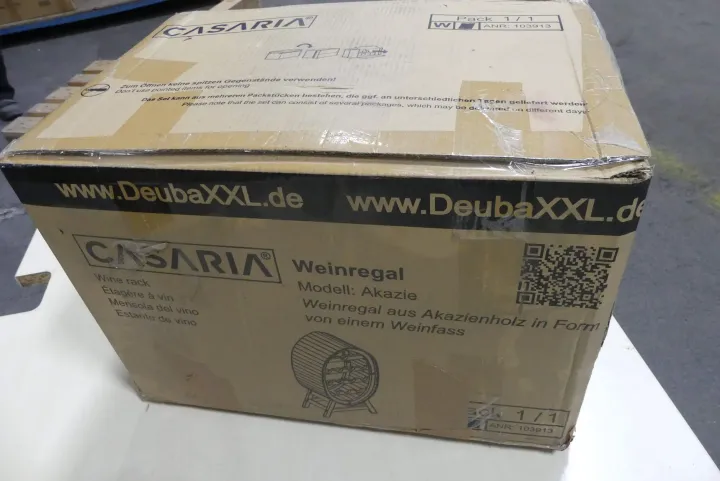 CASARIA®
Pack 1 / 1
W
ANR: 103913
Zum Öffnen keine spitzen Gegenstände verwenden!
Don't use pointed items for opening
Das Set kann aus mehreren Packstücken bestehen, die ggf. an unterschiedlichen Tagen geliefert werden
Please note that the set can consist of several packages, which may be delivered on different days
www.DeubaXXL.de
www.DeubaXXL.de
CASARIA®
Wine rack
Étagère à vin
Mensola del vino
Estante de vino
Weinregal
Modell: Akazie
Weinregal aus Akazienholz in Form
von einem Weinfass
1 / 1
ANR: 103913